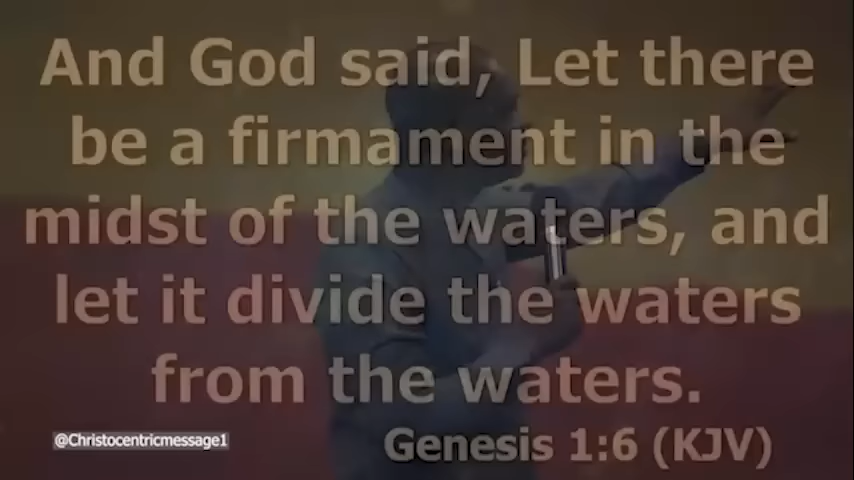 And God said, Let there
be a firmament in the
midst of the waters, and
let it divide the waters
from the waters.
Genesis 1:6 (KJV)
@Christocentricmessage1